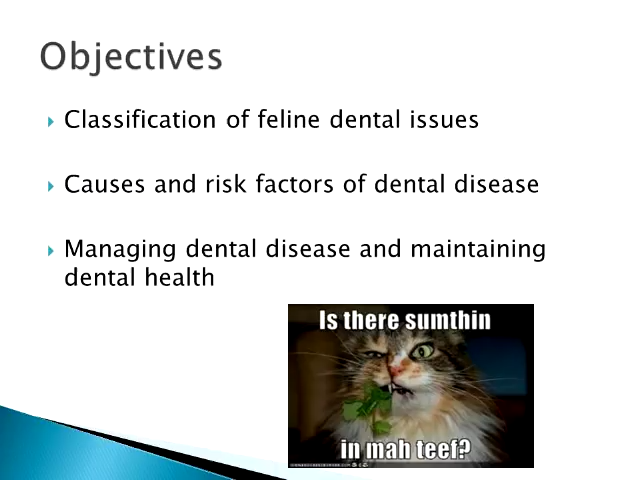 Objectives
Classification of feline dental issues
Causes and risk factors of dental disease
Managing dental disease and maintaining
dental health
Is there sumthin
in mah teef?